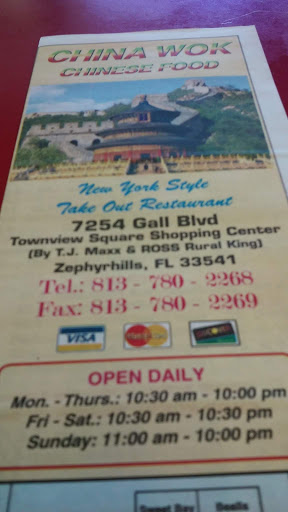 CHINA WOK
CHINESE FOOD
New York Style
Take Out Restaurant
7254 Gall Blvd
Townview Square Shopping Center
(By T.J. Maxx & ROSS Rural King)
Zephyrhills, FL 33541
Tel.: 813 - 780 - 2268
Fax: 813 - 780 - 2269
VISA MasterCard
OPEN DAILY
Mon. - Thurs.: 10:30 am - 10:00 pm
Fri - Sat.: 10:30 am - 10:30 pm
Sunday: 11:00 am - 10:00 pm